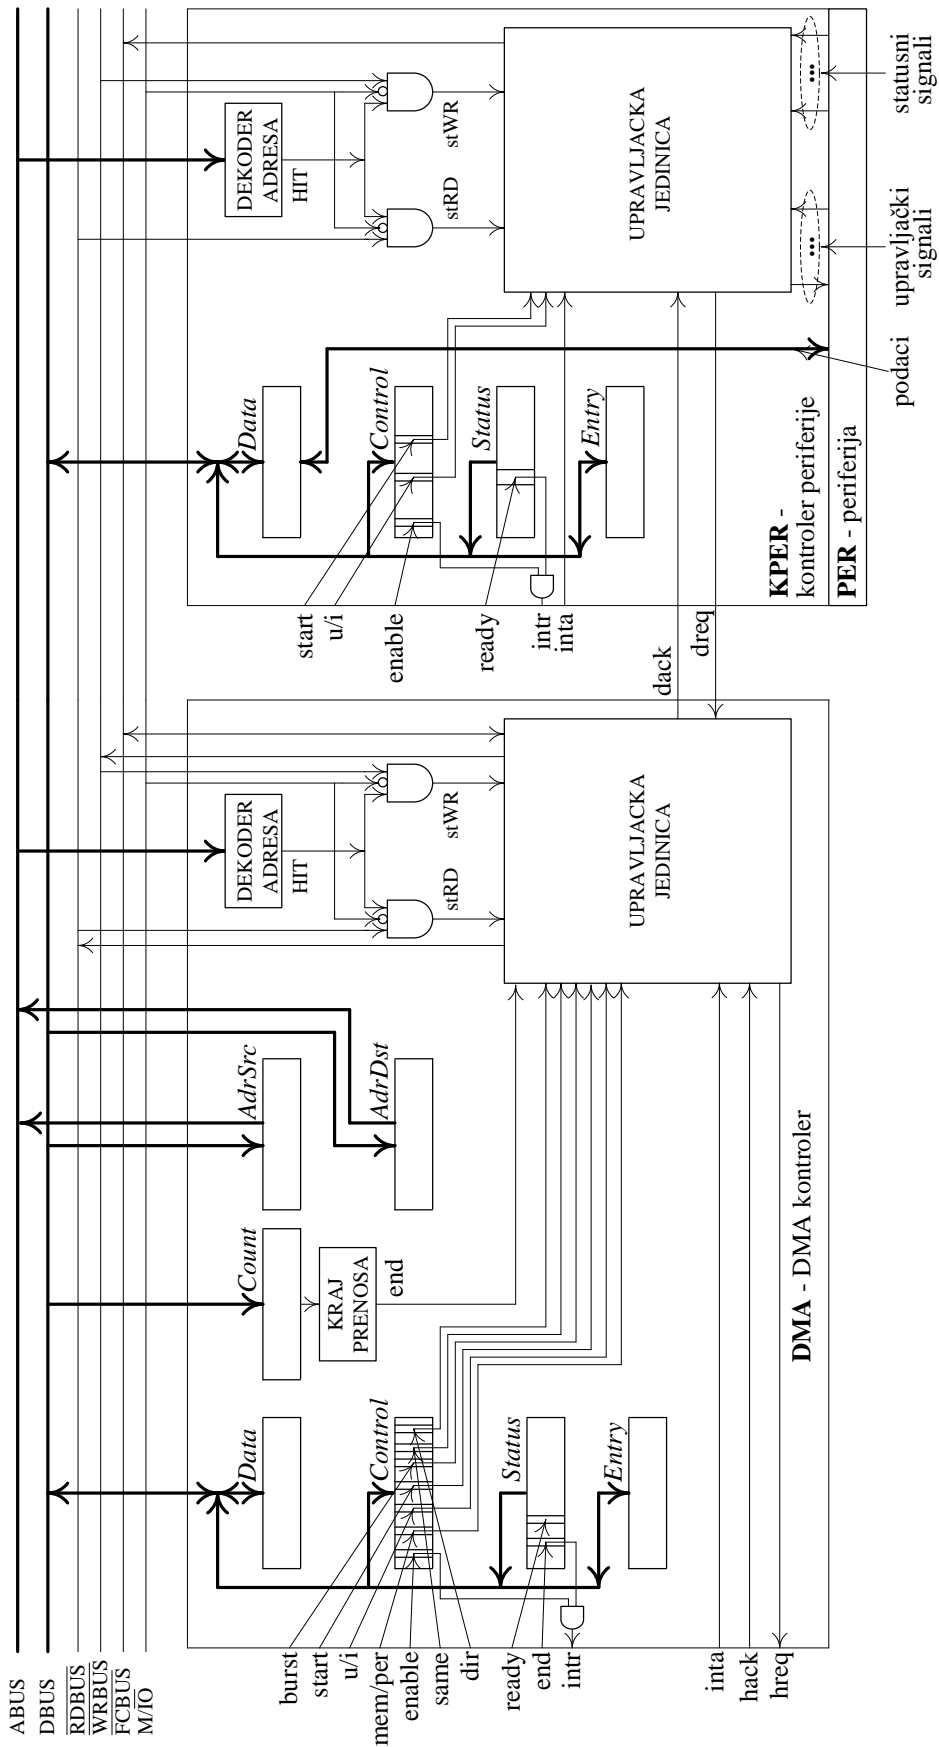 ABUS
DBUS
RDBUS
WRBUS
FCBUS
M/IO
Data
Control
Status
Entry
burst
start
u/i
mem/per
enable
same
dir
ready
end
intr
inta
hack
hreq
Count
KRAJ
PRENOSA
end
AdrSrc
AdrDst
DEKODER
ADRESA
HIT
stRD
stWR
UPRAVLJACKA
JEDINICA
DMA - DMA kontroler
dack
dreq
Data
Control
Status
Entry
start
u/i
enable
ready
intr
inta
DEKODER
ADRESA
HIT
stRD
stWR
UPRAVLJACKA
JEDINICA
KPER -
kontroler periferije
PER - periferija
podaci
upravljački
signali
statusni
signali